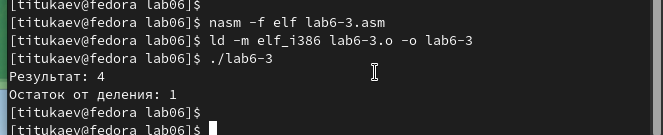 [titukaev@fedora lab06]$
[titukaev@fedora lab06]$ nasm -f elf lab6-3.asm
[titukaev@fedora lab06]$ ld -m elf_i386 lab6-3.o -o lab6-3
[titukaev@fedora lab06]$ ./lab6-3
Результат: 4
Остаток от деления: 1
[titukaev@fedora lab06]$
[titukaev@fedora lab06]$